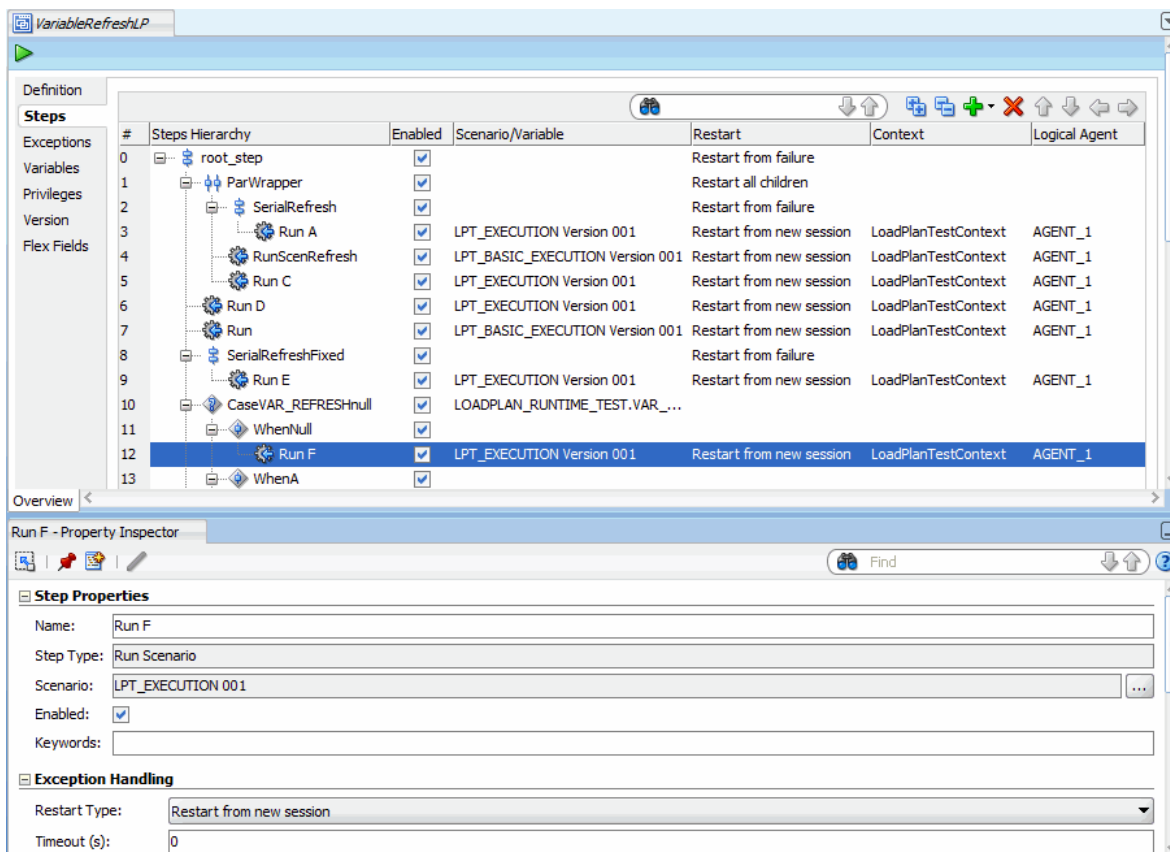 VariableRefreshLP
Definition
Steps
Exceptions
Variables
Privileges
Version
Flex Fields
# Steps Hierarchy Enabled Scenario/Variable Restart Context Logical Agent
0 root_step Restart from failure
1 ParWrapper Restart all children
2 SerialRefresh Restart from failure
3 Run A LPT_EXECUTION Version 001 Restart from new session LoadPlanTestContext AGENT_1
4 RunScenRefresh LPT_BASIC_EXECUTION Version 001 Restart from new session LoadPlanTestContext AGENT_1
5 Run C LPT_EXECUTION Version 001 Restart from new session LoadPlanTestContext AGENT_1
6 Run D LPT_EXECUTION Version 001 Restart from new session LoadPlanTestContext AGENT_1
7 Run LPT_BASIC_EXECUTION Version 001 Restart from new session LoadPlanTestContext AGENT_1
8 SerialRefreshFixed Restart from failure
9 Run E LPT_EXECUTION Version 001 Restart from new session LoadPlanTestContext AGENT_1
10 CaseVAR_REFRESHnull LOADPLAN_RUNTIME_TEST.VAR_...
11 WhenNull
12 Run F LPT_EXECUTION Version 001 Restart from new session LoadPlanTestContext AGENT_1
13 WhenA
Overview
Run F - Property Inspector
Find
Step Properties
Name: Run F
Step Type: Run Scenario
Scenario: LPT_EXECUTION 001 ...
Enabled:
Keywords:
Exception Handling
Restart Type: Restart from new session
Timeout (s): 0